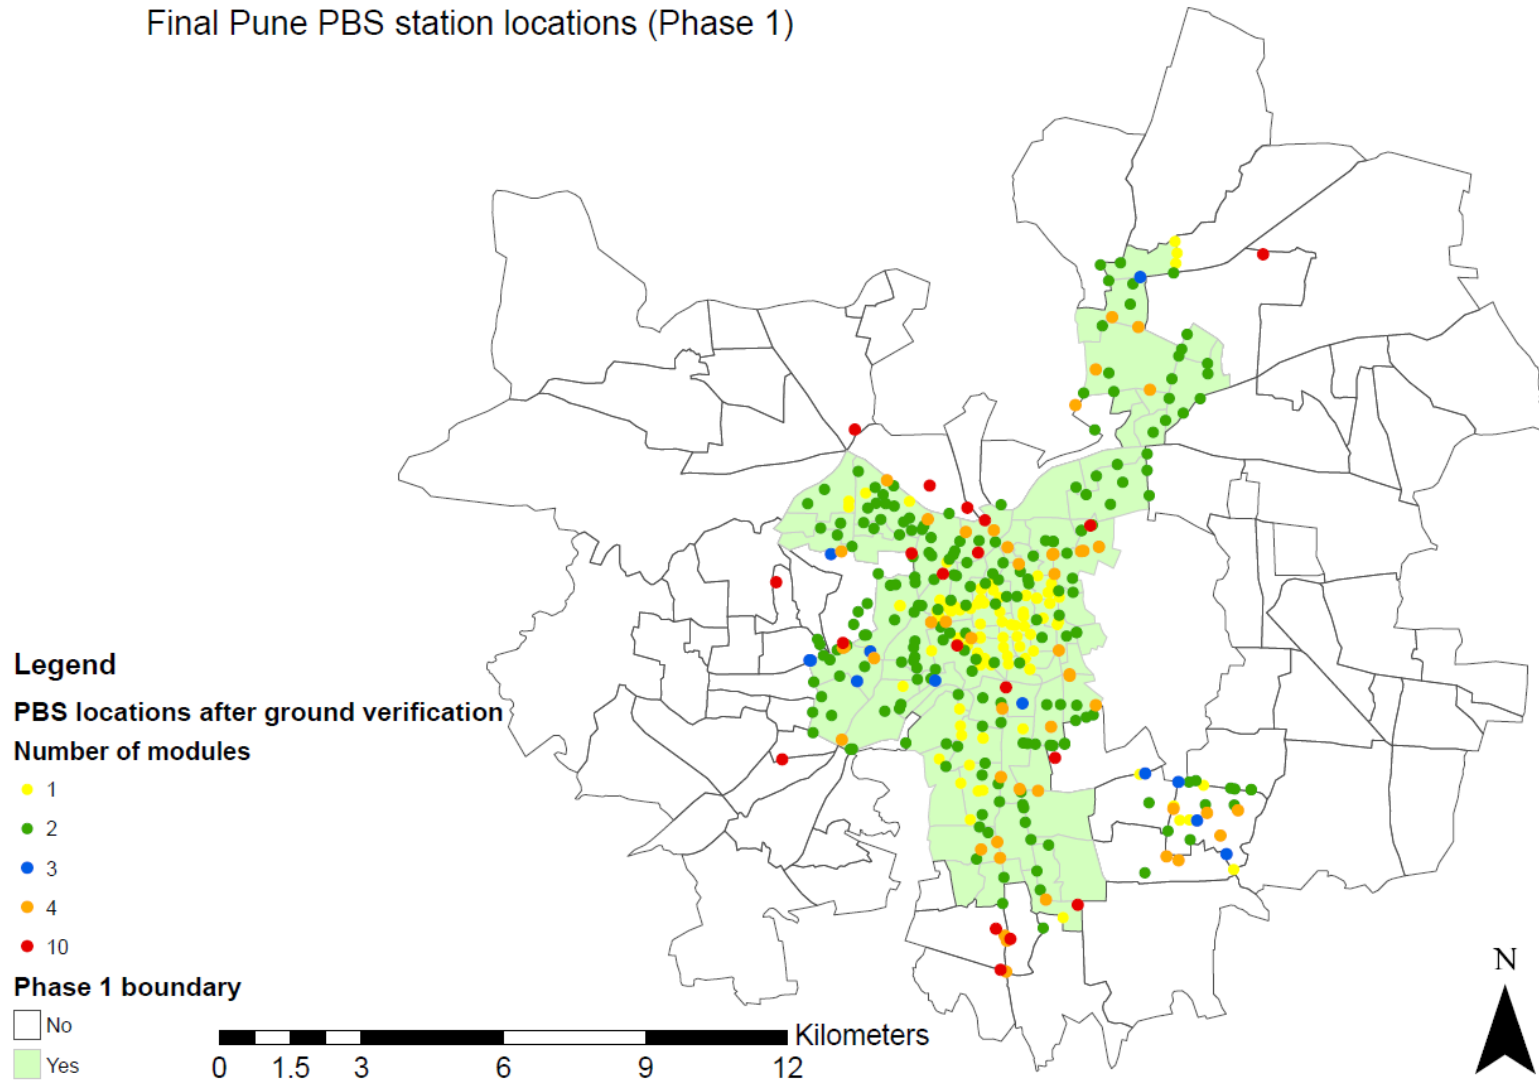 Final Pune PBS station locations (Phase 1)
Legend
PBS locations after ground verification
Number of modules
1
2
3
4
10
Phase 1 boundary
No
Yes
Kilometers
0 1.5 3 6 9 12
N